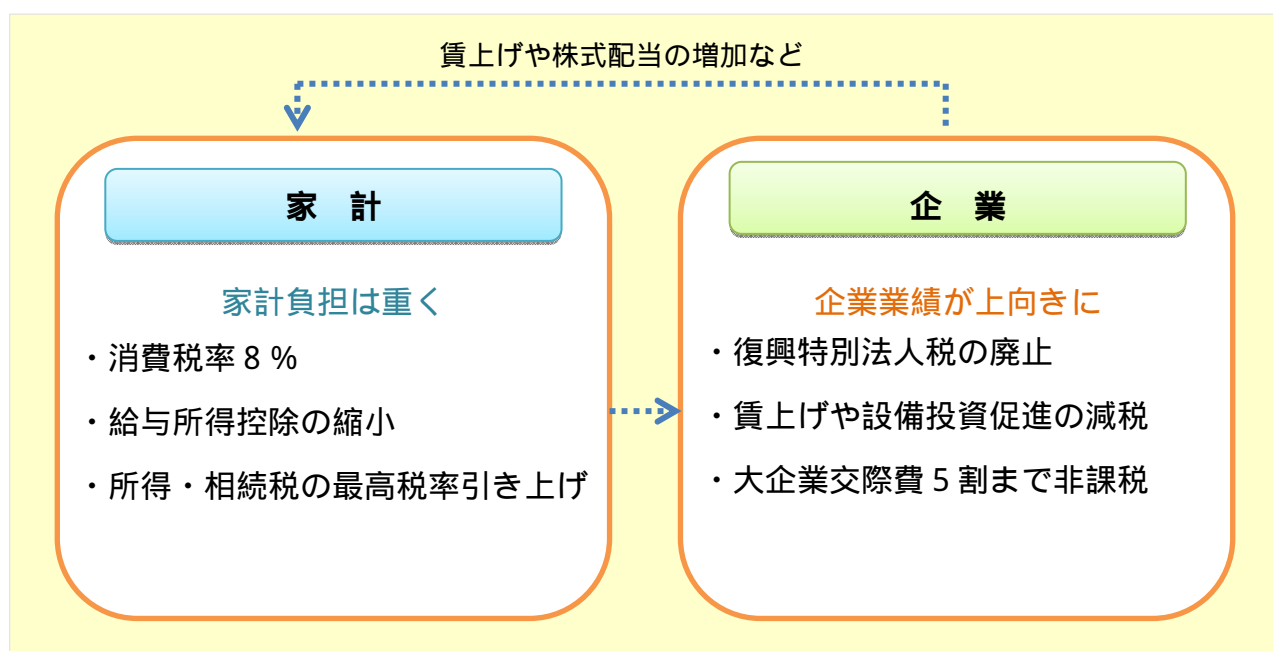 賃上げや株式配当の増加など
家　計
家計負担は重く
・消費税率８％
・給与所得控除の縮小
・所得・相続税の最高税率引き上げ
企　業
企業業績が上向きに
・復興特別法人税の廃止
・賃上げや設備投資促進の減税
・大企業交際費５割まで非課税